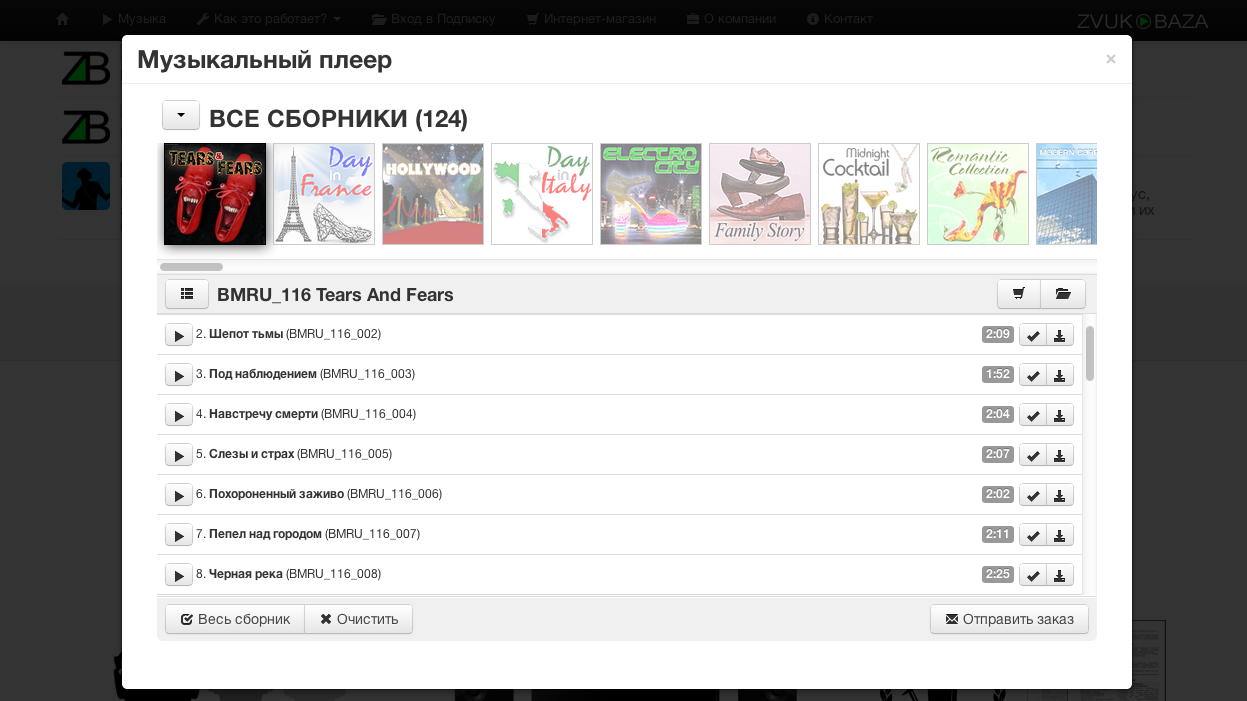 Музыка Как это работает? Вход в Подписку Интернет-магазин О компании Контакт ZVUKBAZA
Музыкальный плеер ×
ZB
ВСЕ СБОРНИКИ (124)
ZB
TEARS & FEARS
Day in France
HOLLYWOOD
Day in Italy
ELECTRO CITY
Family Story
Midnight Cocktail
Romantic Collection
BMRU_116 Tears And Fears
2. Шепот тьмы (BMRU_116_002) 2:09
3. Под наблюдением (BMRU_116_003) 1:52
4. Навстречу смерти (BMRU_116_004) 2:04
5. Слезы и страх (BMRU_116_005) 2:07
6. Похороненный заживо (BMRU_116_006) 2:02
7. Пепел над городом (BMRU_116_007) 2:11
8. Черная река (BMRU_116_008) 2:25
Весь сборник Очистить Отправить заказ